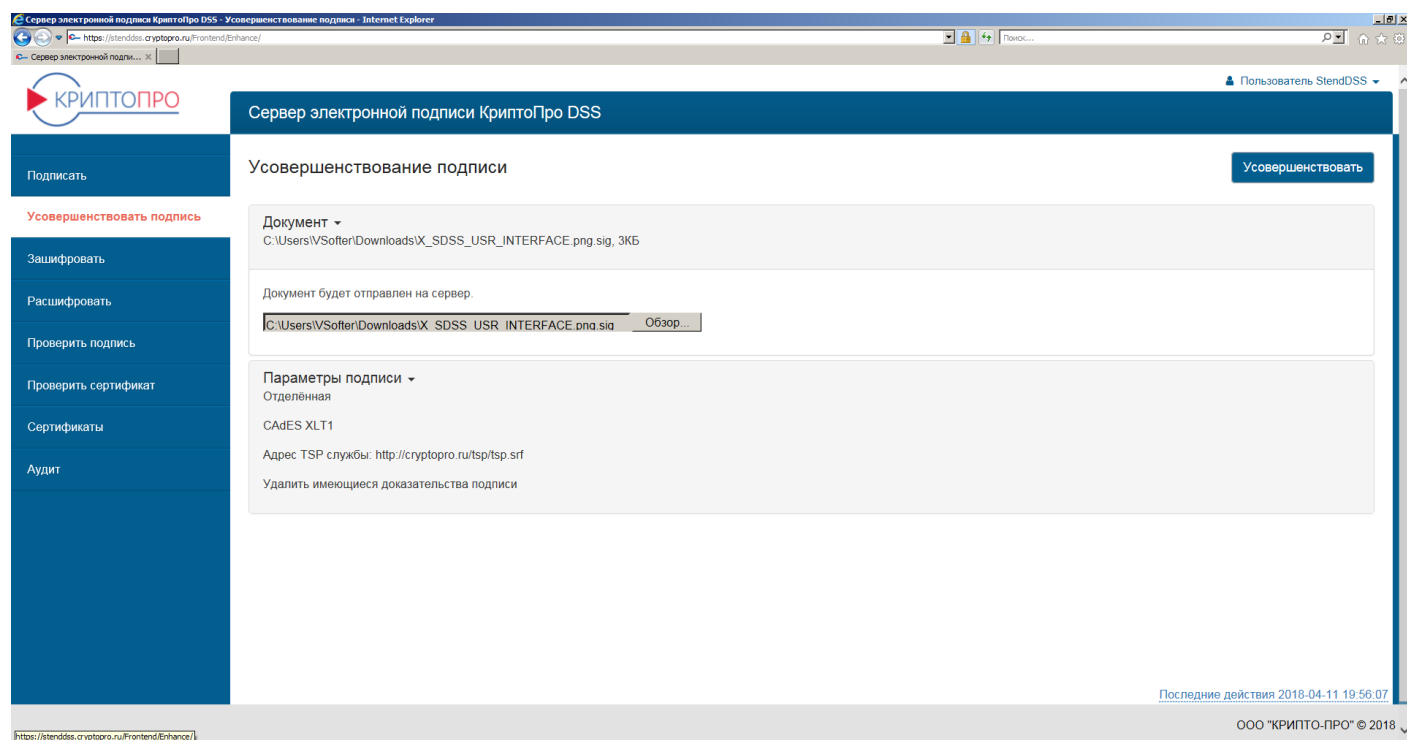 Сервер электронной подписи КриптоПро DSS - Усовершенствование подписи - Internet Explorer
https://stenddss.cryptopro.ru/Frontend/Enhance/
Поиск...
Сервер электронной подпи...
КРИПТОПРО
Пользователь StendDSS
Сервер электронной подписи КриптоПро DSS
Подписать
Усовершенствовать подпись
Зашифровать
Расшифровать
Проверить подпись
Проверить сертификат
Сертификаты
Аудит
Усовершенствование подписи
Усовершенствовать
Документ
C:\Users\VSofter\Downloads\X_SDSS_USR_INTERFACE.png.sig, 3КБ
Документ будет отправлен на сервер.
C:\Users\VSofter\Downloads\X_SDSS_USR_INTERFACE.png.sig
Обзор...
Параметры подписи
Отделённая
CAdES XLT1
Адрес TSP службы: http://cryptopro.ru/tsp/tsp.srf
Удалить имеющиеся доказательства подписи
Последние действия 2018-04-11 19:56:07
ООО "КРИПТО-ПРО" © 2018
https://stenddss.cryptopro.ru/Frontend/Enhance/